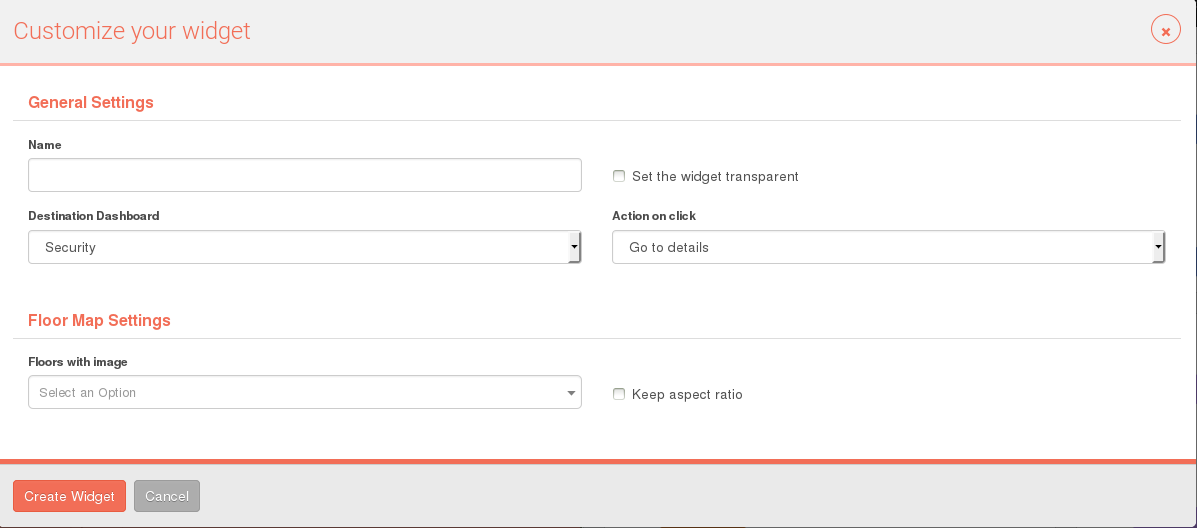 Customize your widget
General Settings
Name
Set the widget transparent
Destination Dashboard
Action on click
Security
Go to details
Floor Map Settings
Floors with image
Select an Option
Keep aspect ratio
Create Widget
Cancel